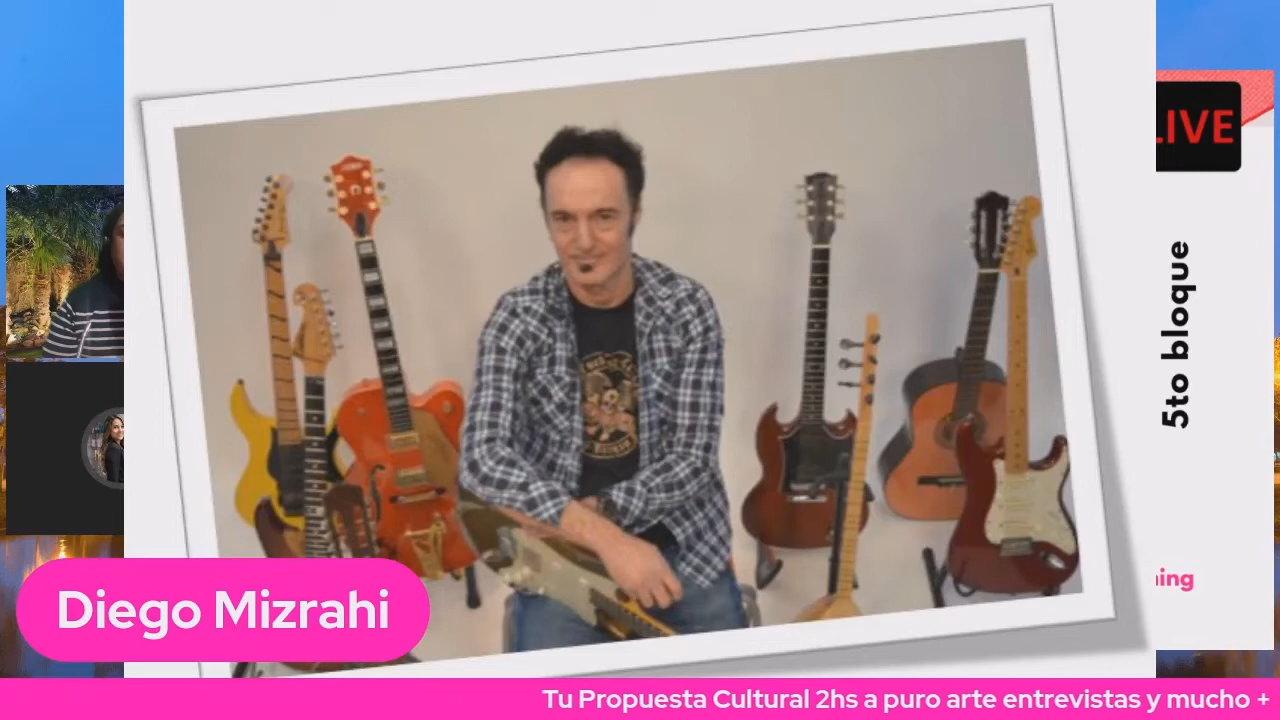 LIVE
5to bloque
ing
Diego Mizrahi
Tu Propuesta Cultural 2hs a puro arte entrevistas y mucho +